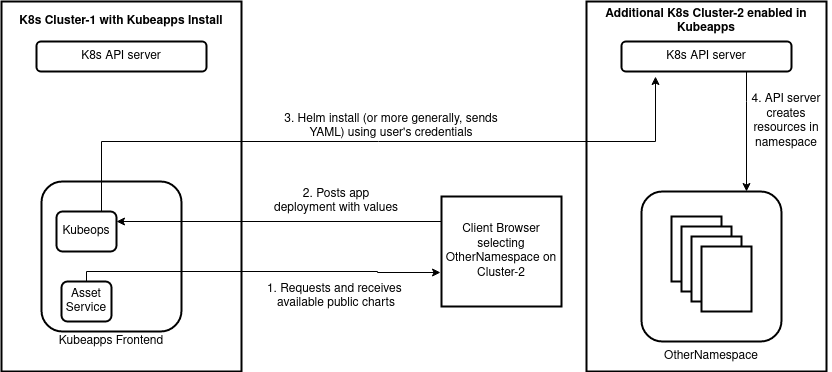 K8s Cluster-1 with Kubeapps Install
K8s API server
Additional K8s Cluster-2 enabled in
Kubeapps
K8s API server
3. Helm install (or more generally, sends
YAML) using user's credentials
4. API server
creates
resources in
namespace
2. Posts app
deployment with values
Kubeops
Client Browser
selecting
OtherNamespace on
Cluster-2
1. Requests and receives
available public charts
Asset
Service
Kubeapps Frontend
OtherNamespace